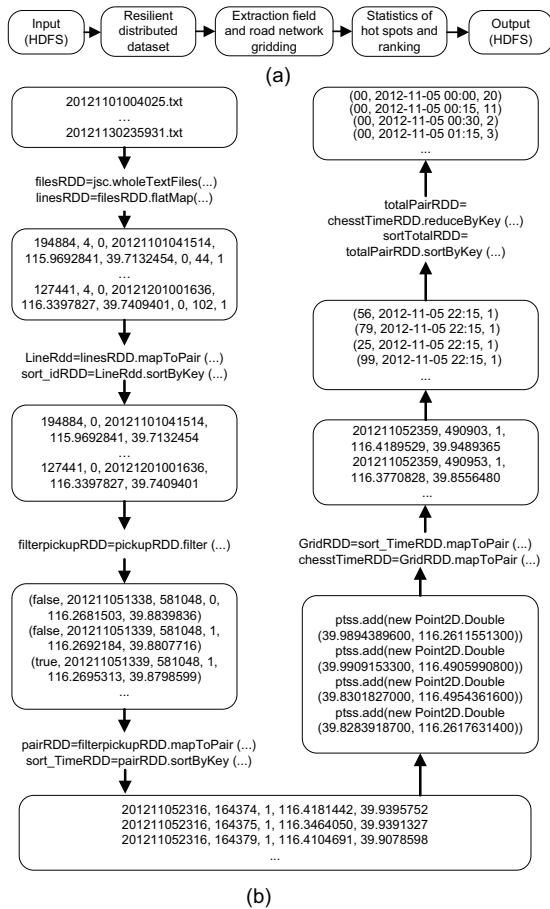 Input
(HDFS)
Resilient
distributed
dataset
Extraction field
and road network
gridding
Statistics of
hot spots and
ranking
Output
(HDFS)
(a)
20121101004025.txt
...
20121130235931.txt
filesRDD=jsc.wholeTextFiles(...)
linesRDD=filesRDD.flatMap(...)
194884, 4, 0, 20121101041514,
115.9692841, 39.7132454, 0, 44, 1
...
127441, 4, 0, 20121201001636,
116.3397827, 39.7409401, 0, 102, 1
LineRdd=linesRDD.mapToPair (...)
sort_idRDD=LineRdd.sortByKey (...)
194884, 0, 20121101041514,
115.9692841, 39.7132454
...
127441, 0, 20121201001636,
116.3397827, 39.7409401
filterpickupRDD=pickupRDD.filter (...)
(false, 201211051338, 581048, 0,
116.2681503, 39.8839836)
(false, 201211051339, 581048, 1,
116.2692184, 39.8807716)
(true, 201211051339, 581048, 1,
116.2695313, 39.8798599)
...
pairRDD=filterpickupRDD.mapToPair (...)
sort_TimeRDD=pairRDD.sortByKey (...)
201211052316, 164374, 1, 116.4181442, 39.9395752
201211052316, 164375, 1, 116.3464050, 39.9391327
201211052316, 164379, 1, 116.4104691, 39.9078598
...
ptss.add(new Point2D.Double
(39.9894389600, 116.2611551300))
ptss.add(new Point2D.Double
(39.9909153300, 116.4905990800)
ptss.add(new Point2D.Double
(39.8301827000, 116.4954361600)
ptss.add(new Point2D.Double
(39.8283918700, 116.2617631400)
GridRDD=sort_TimeRDD.mapToPair (...)
chesstTimeRDD=GridRDD.mapToPair (...)
201211052359, 490903, 1,
116.4189529, 39.9489365
201211052359, 490953, 1,
116.3770828, 39.8556480
...
(56, 2012-11-05 22:15, 1)
(79, 2012-11-05 22:15, 1)
(25, 2012-11-05 22:15, 1)
(99, 2012-11-05 22:15, 1)
...
totalPairRDD=
chesstTimeRDD.reduceByKey (...)
sortTotalRDD=
totalPairRDD.sortByKey (...)
(00, 2012-11-05 00:00, 20)
(00, 2012-11-05 00:15, 11)
(00, 2012-11-05 00:30, 2)
(00, 2012-11-05 01:15, 3)
...
(b)